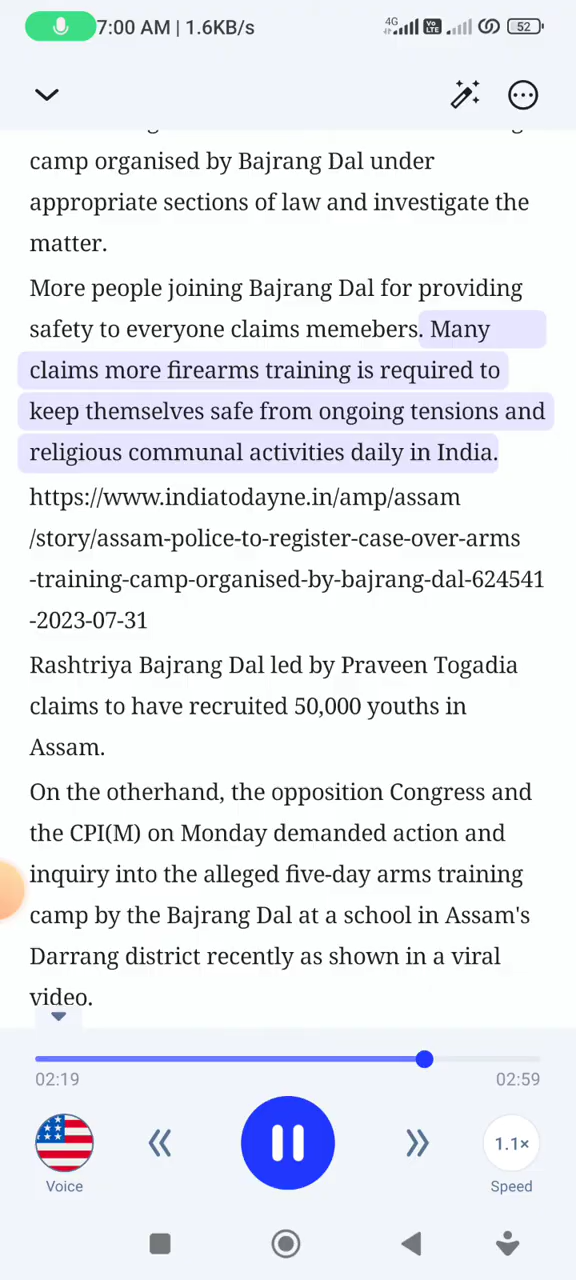 7:00 AM | 1.6KB/s
4G
Vo LTE
52
camp organised by Bajrang Dal under
appropriate sections of law and investigate the
matter.
More people joining Bajrang Dal for providing
safety to everyone claims memebers. Many
claims more firearms training is required to
keep themselves safe from ongoing tensions and
religious communal activities daily in India.
https://www.indiatodayne.in/amp/assam
/story/assam-police-to-register-case-over-arms
-training-camp-organised-by-bajrang-dal-624541
-2023-07-31
Rashtriya Bajrang Dal led by Praveen Togadia
claims to have recruited 50,000 youths in
Assam.
On the otherhand, the opposition Congress and
the CPI(M) on Monday demanded action and
inquiry into the alleged five-day arms training
camp by the Bajrang Dal at a school in Assam's
Darrang district recently as shown in a viral
video.
02:19
02:59
1.1×
Voice
Speed